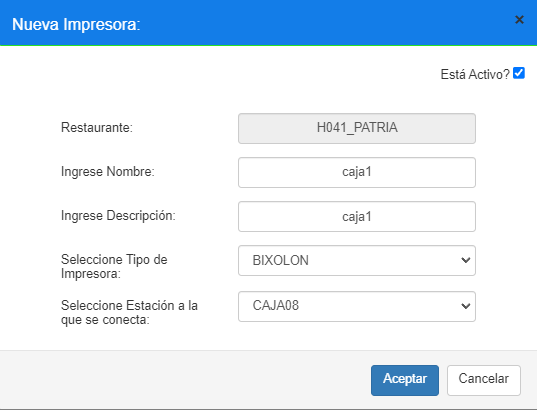 Nueva Impresora:
×
Está Activo?
Restaurante:
H041_PATRIA
Ingrese Nombre:
caja1
Ingrese Descripción:
caja1
Seleccione Tipo de
Impresora:
BIXOLON
Seleccione Estación a la
que se conecta:
CAJA08
Aceptar
Cancelar